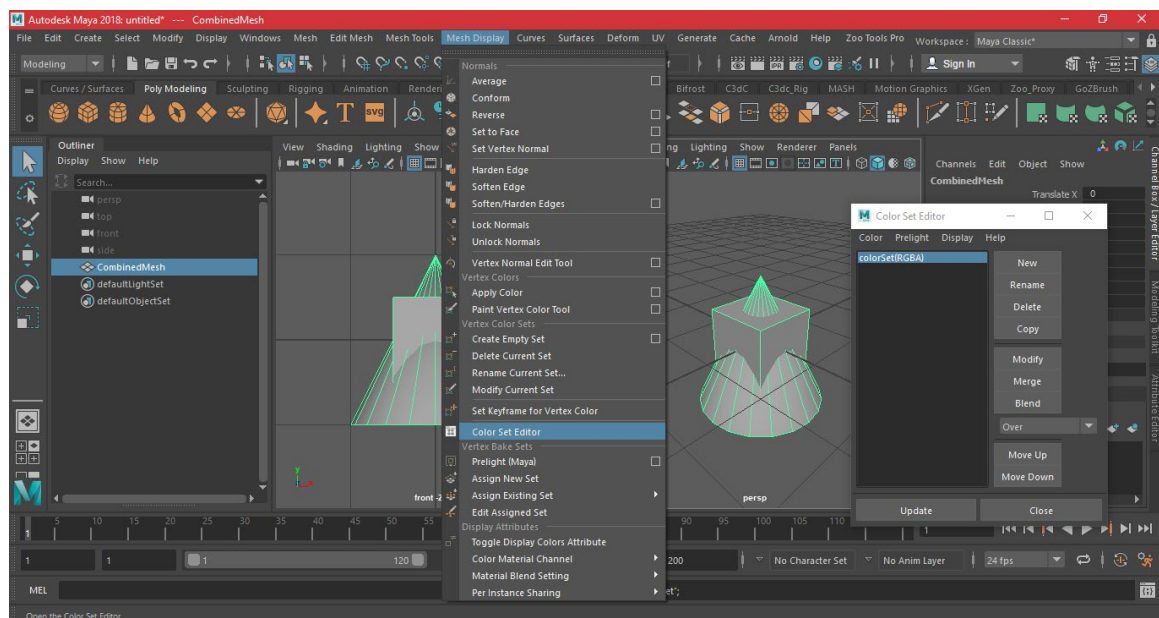 Autodesk Maya 2018: untitled* --- CombinedMesh
File Edit Create Select Modify Display Windows Mesh Edit Mesh Mesh Tools Mesh Display Curves Surfaces Deform UV Generate Cache Arnold Help Zoo Tools Pro Workspace: Maya Classic*
Modeling Sign In
Curves / Surfaces Poly Modeling Sculpting Rigging Animation Bifrost C3dC C3dc_Rig MASH Motion Graphics XGen Zoo_Proxy GoZBrush
T SVG
Outliner
Display Show Help
Search...
persp
top
front
side
CombinedMesh
defaultLightSet
defaultObjectSet
View Shading Lighting Show
front -Z
y
Normals
Average
Conform
Reverse
Set to Face
Set Vertex Normal
Harden Edge
Soften Edge
Soften/Harden Edges
Lock Normals
Unlock Normals
Vertex Normal Edit Tool
Vertex Colors
Apply Color
Paint Vertex Color Tool
Vertex Color Sets
Create Empty Set
Delete Current Set
Rename Current Set...
Modify Current Set
Set Keyframe for Vertex Color
Color Set Editor
Vertex Bake Sets
Prelight (Maya)
Assign New Set
Assign Existing Set
Edit Assigned Set
Display Attributes
Toggle Display Colors Attribute
Color Material Channel
Material Blend Setting
Per Instance Sharing
ng Lighting Show Renderer Panels
persp
Channels Edit Object Show
CombinedMesh
Translate X 0
Color Set Editor
Color Prelight Display Help
colorSet(RGBA)
New
Rename
Delete
Copy
Modify
Merge
Blend
Over
Move Up
Move Down
Update Close
Channel Box / Layer Editor
Modeling Toolkit
Attribute Editor
1 5 10 15 20 25 30 35 40 45 50 55 90 95 100 105 110 1
1 1 1 120 200 No Character Set No Anim Layer 24 fps
MEL et";
Open the Color Set Editor